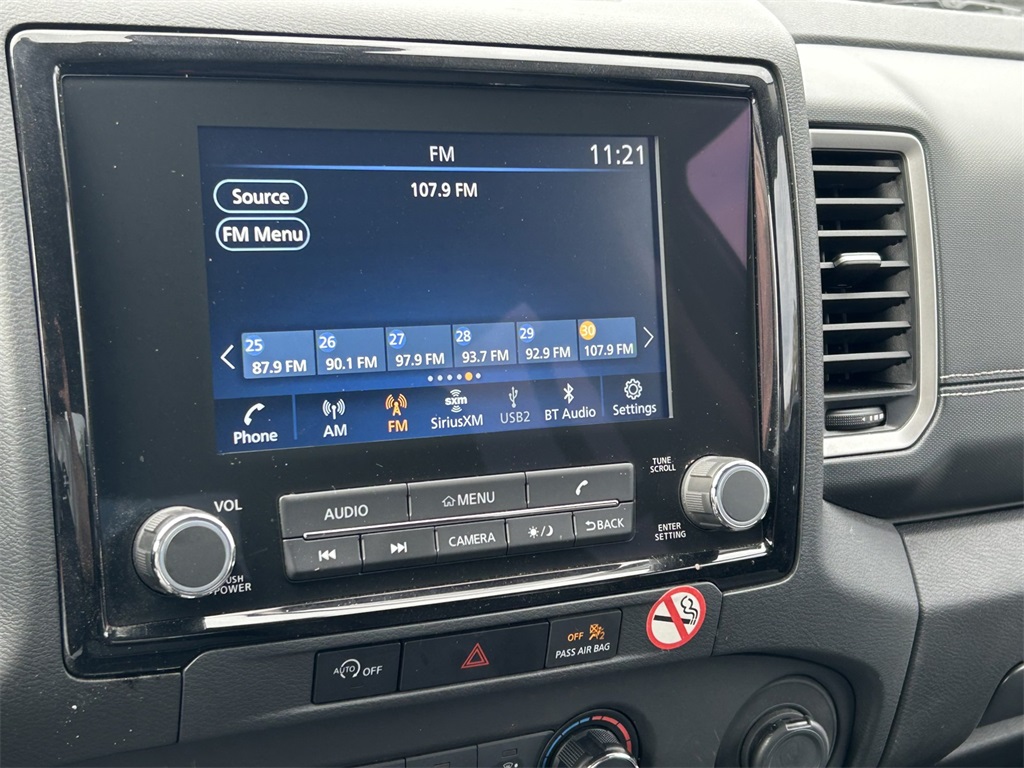 FM
11:21
Source
107.9 FM
FM Menu
25
26
27
28
29
30
87.9 FM
90.1 FM
97.9 FM
93.7 FM
92.9 FM
107.9 FM
Phone
AM
FM
sxm
SiriusXM
USB2
BT Audio
Settings
VOL
TUNE
SCROLL
AUDIO
MENU
CAMERA
BACK
ENTER
SETTING
PUSH
POWER
AUTO OFF
OFF
2
PASS AIR BAG